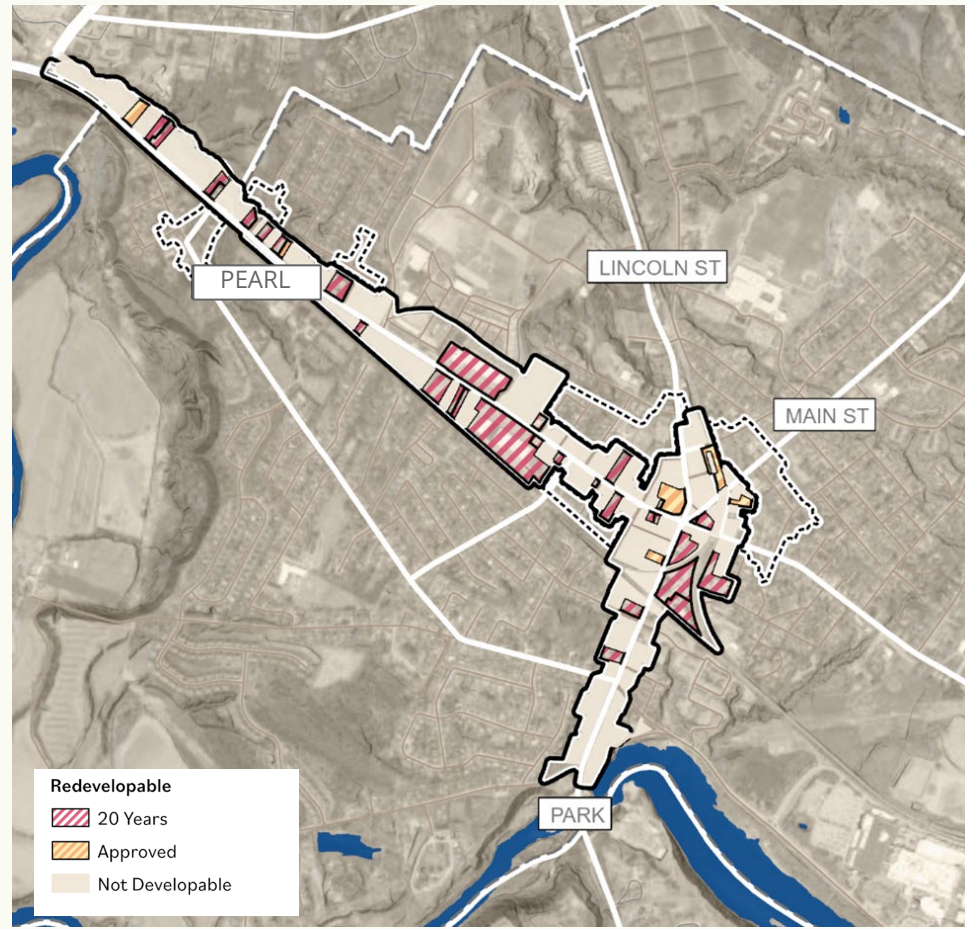 PEARL
LINCOLN ST
MAIN ST
PARK
Redevelopable
20 Years
Approved
Not Developable